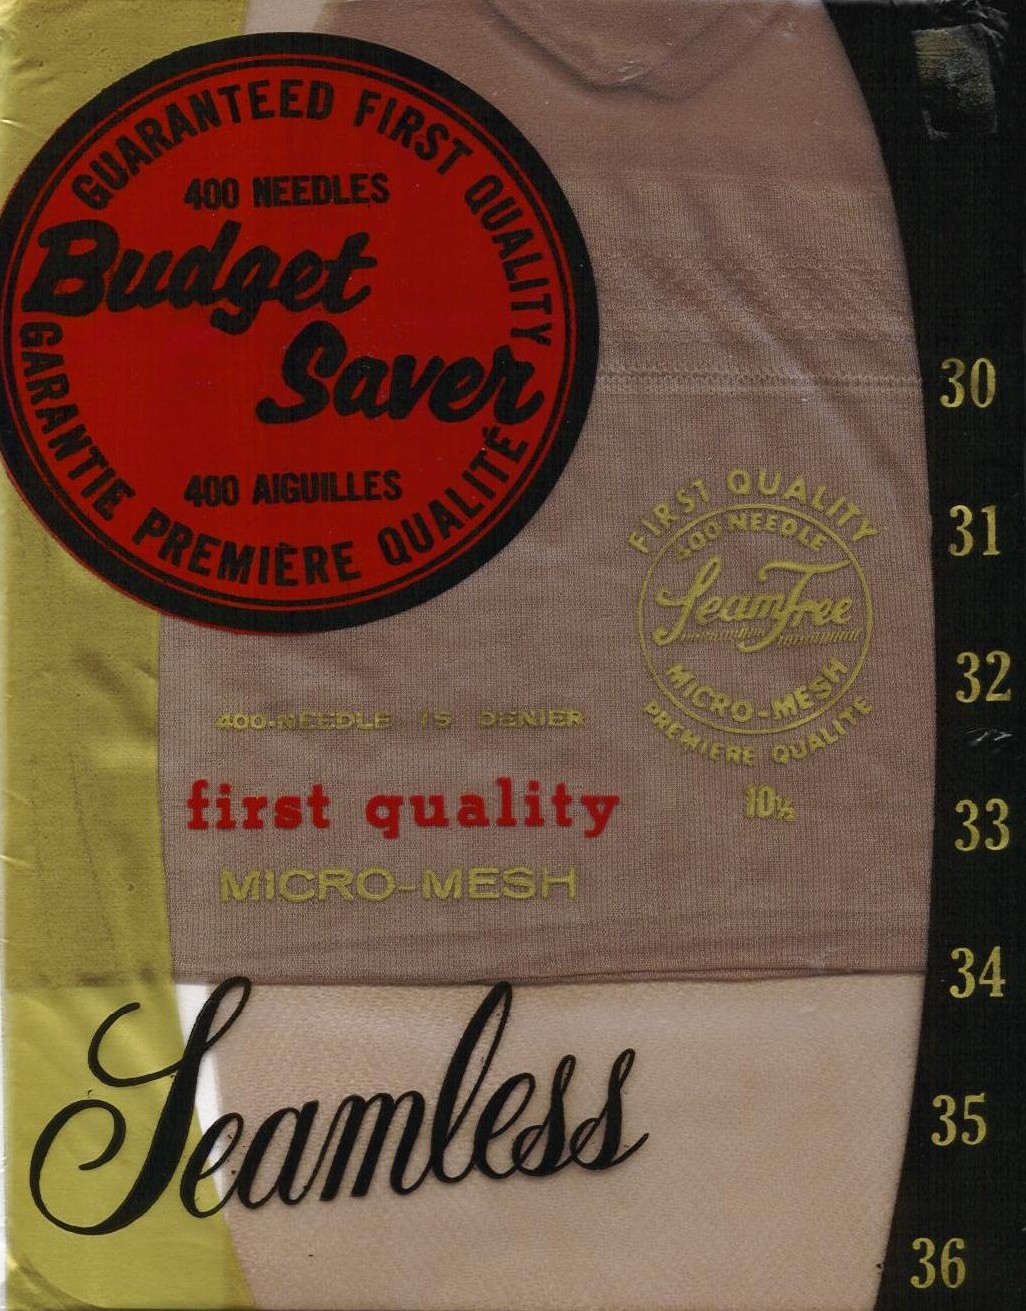 GUARANTEED FIRST QUALITY
400 NEEDLES
Budget
Saver
400 AIGUILLES
GARANTIE PREMIÈRE QUALITÉ
30
31
32
33
34
35
36
FIRST QUALITY
400 NEEDLE
SeamFree
MICRO-MESH
PREMIERE QUALITÉ
10½
400-NEEDLE 15 DENIER
first quality
MICRO-MESH
Seamless